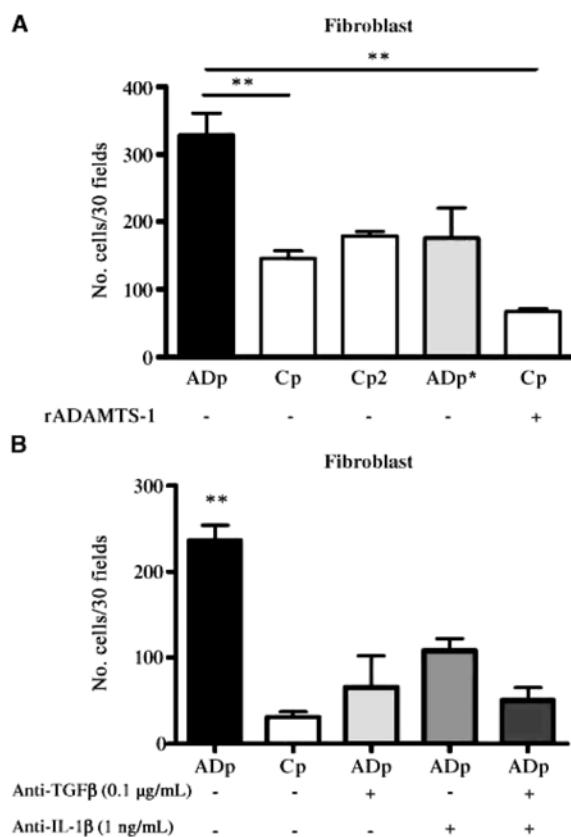 A
Fibroblast
** 
**
No. cells/30 fields
400
300
200
100
0
ADp Cp Cp2 ADp* Cp
rADAMTS-1 - - - - +
B
Fibroblast
**
No. cells/30 fields
300
200
100
0
ADp Cp ADp ADp ADp
Anti-TGFβ (0.1 µg/mL) - - + - +
Anti-IL-1β (1 ng/mL) - - - + +